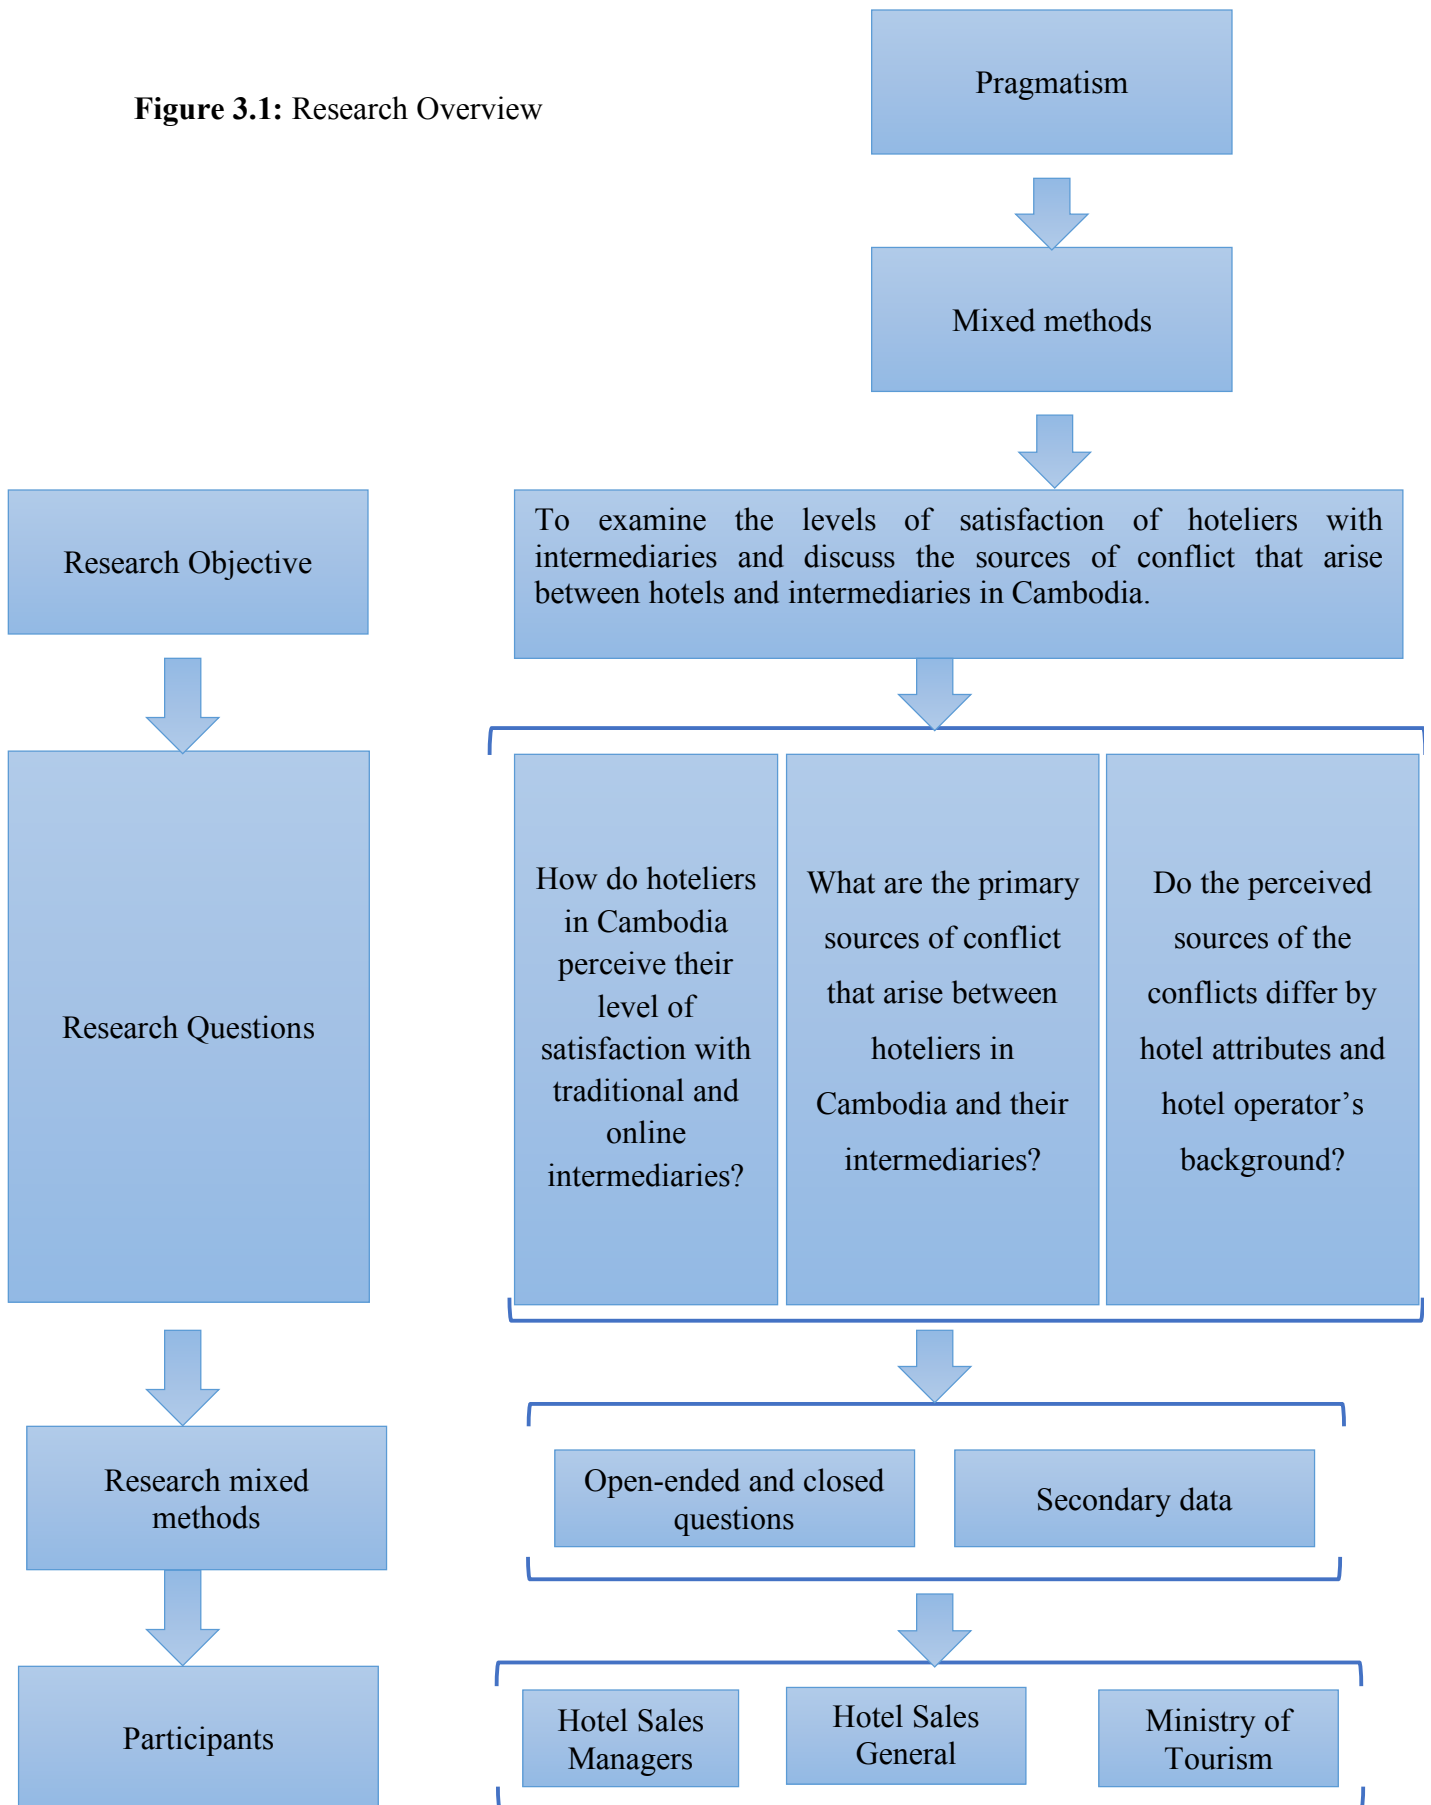 Pragmatism
Figure 3.1: Research Overview
Mixed methods
Research Objective
To examine the levels of satisfaction of hoteliers with
intermediaries and discuss the sources of conflict that arise
between hotels and intermediaries in Cambodia.
Research Questions
How do hoteliers
in Cambodia
perceive their
level of
satisfaction with
traditional and
online
intermediaries?
What are the primary
sources of conflict
that arise between
hoteliers in
Cambodia and their
intermediaries?
Do the perceived
sources of the
conflicts differ by
hotel attributes and
hotel operator’s
background?
Research mixed
methods
Open-ended and closed
questions
Secondary data
Participants
Hotel Sales
Managers
Hotel Sales
General
Ministry of
Tourism